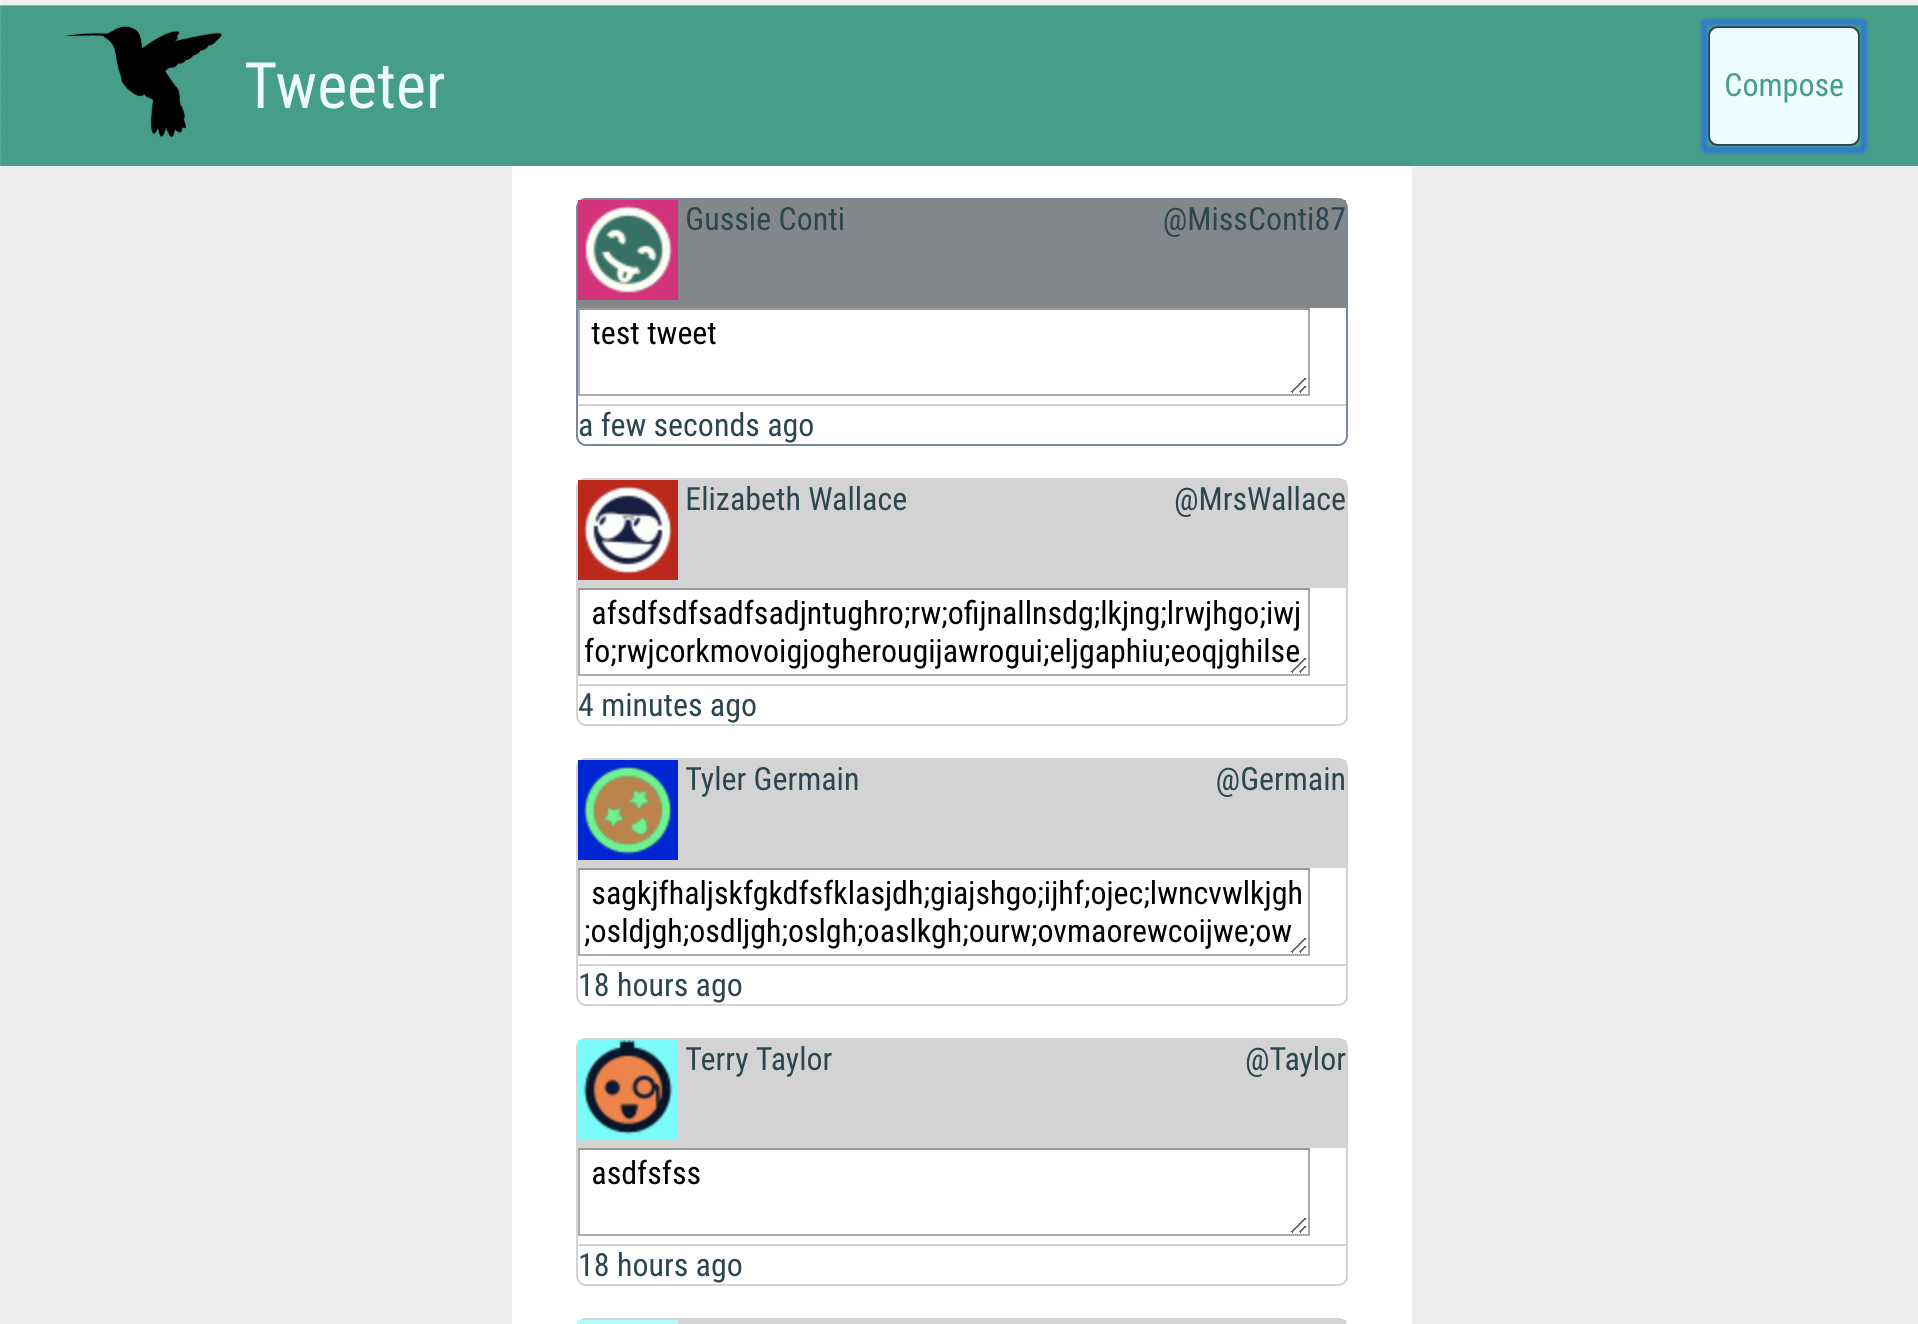 Tweeter
Compose
Gussie Conti @MissConti87
test tweet
a few seconds ago
Elizabeth Wallace @MrsWallace
afsdfsdfsadfsadjntughro;rw;ofijnallnsdg;lkjng;lrwjhgo;iwj
fo;rwjcorkmovoigjogherougijawrogui;eljgaphiu;eoqjghilse
4 minutes ago
Tyler Germain @Germain
sagkjfhaljskfgkdfsfklasjdh;giajshgo;ijhf;ojec;lwncvwlkjgh
;osldjgh;osdljgh;oslgh;oaslkgh;ourw;ovmaorewcoijwe;ow
18 hours ago
Terry Taylor @Taylor
asdfsfss
18 hours ago